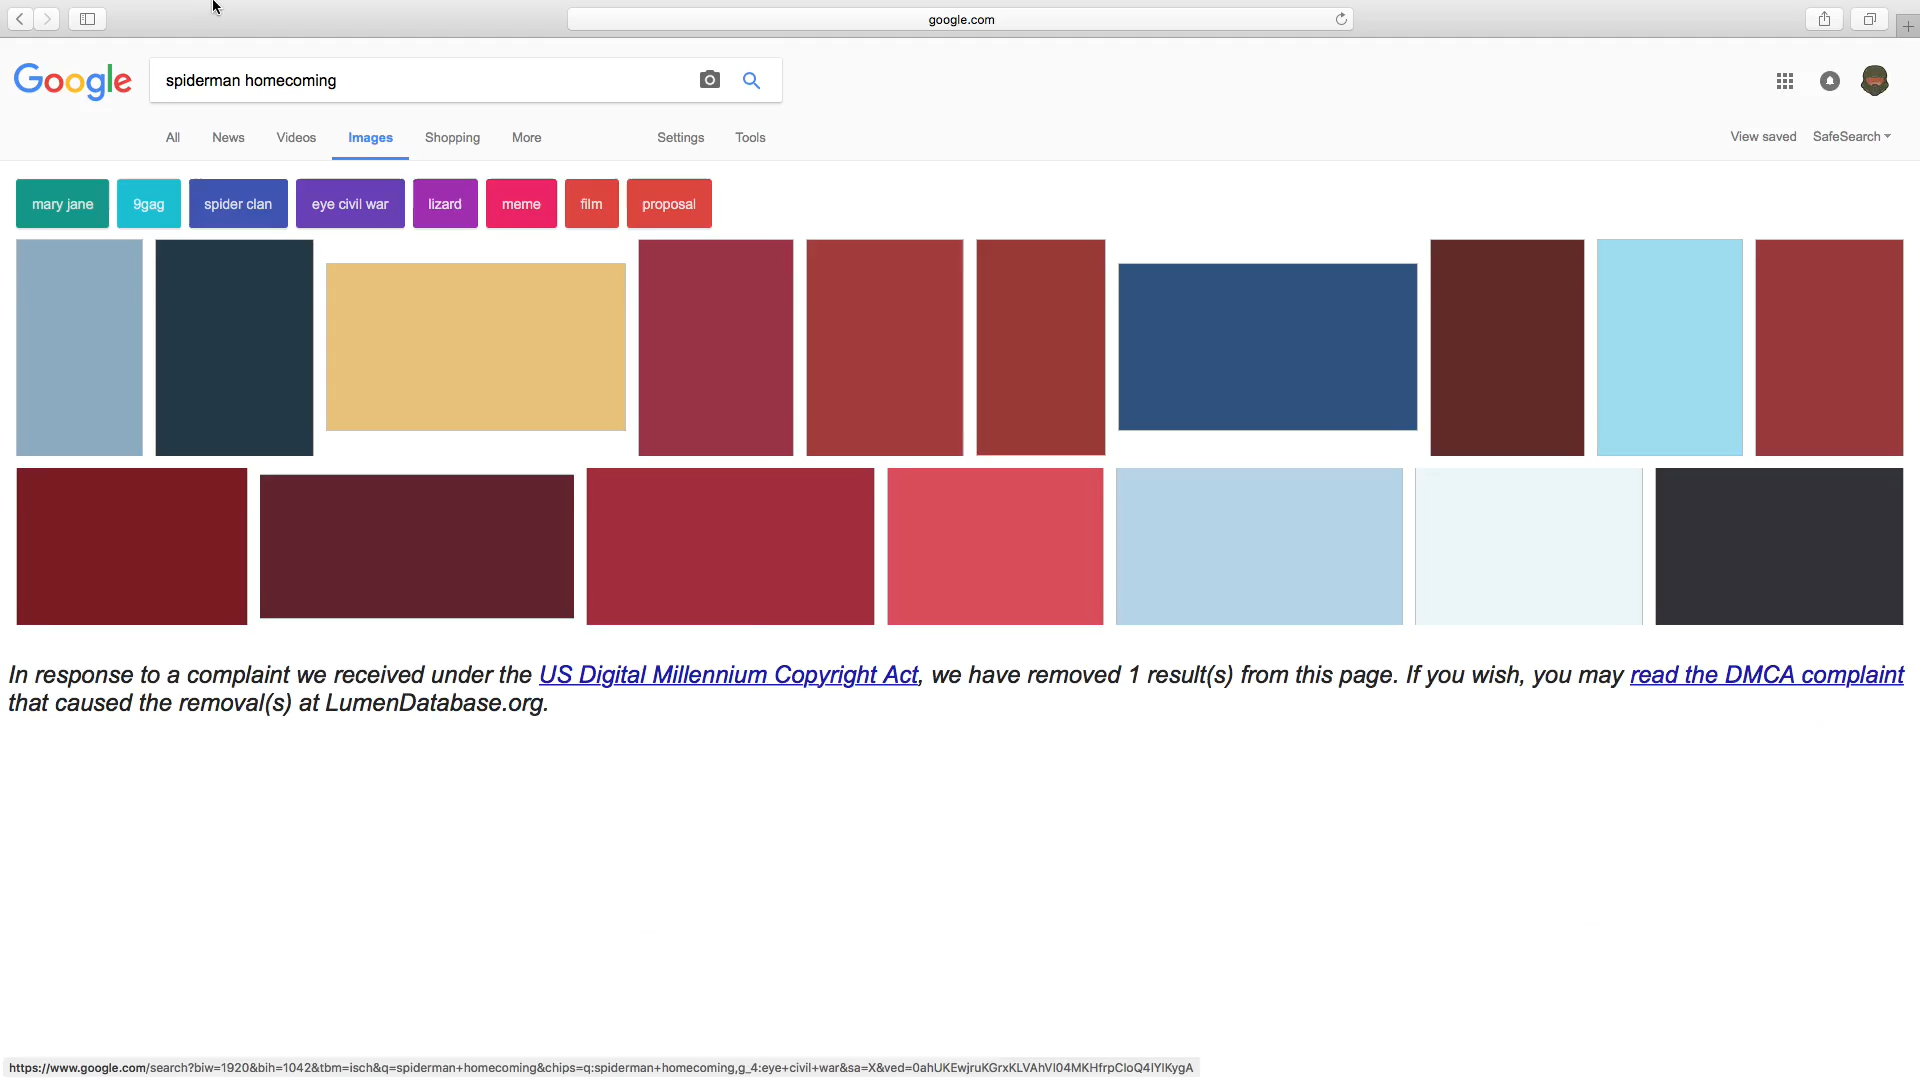 google.com
Google
spiderman homecoming
All News Videos Images Shopping More Settings Tools
View saved SafeSearch
mary jane 9gag spider clan eye civil war lizard meme film proposal
In response to a complaint we received under the US Digital Millennium Copyright Act, we have removed 1 result(s) from this page. If you wish, you may read the DMCA complaint
that caused the removal(s) at LumenDatabase.org.
https://www.google.com/search?biw=1920&bih=1042&tbm=isch&q=spiderman+homecoming&chips=q:spiderman+homecoming,g_4:eye+civil+war&sa=X&ved=0ahUKEwjruKGrxKLVAhVI04MKHfrpCloQ4IYIKygA